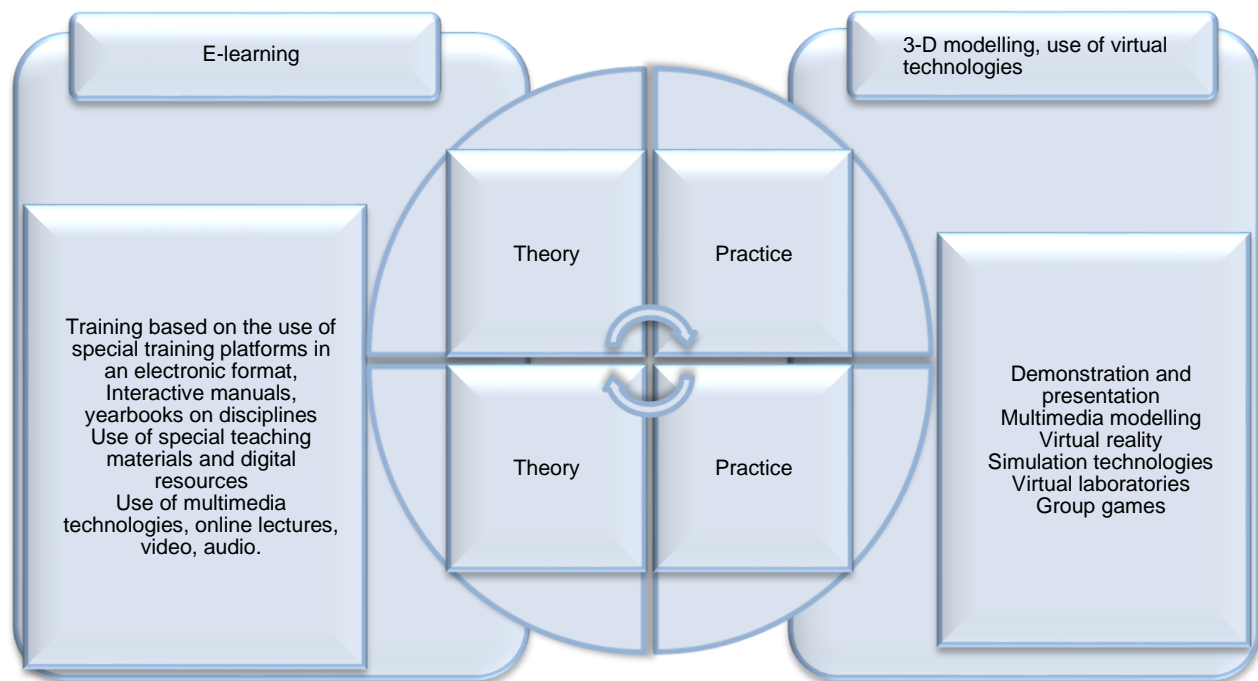 E-learning
3-D modelling, use of virtual
technologies
Theory
Practice
Training based on the use of
special training platforms in
an electronic format,
Interactive manuals,
yearbooks on disciplines
Use of special teaching
materials and digital
resources
Use of multimedia
technologies, online lectures,
video, audio.
Theory
Practice
Demonstration and
presentation
Multimedia modelling
Virtual reality
Simulation technologies
Virtual laboratories
Group games